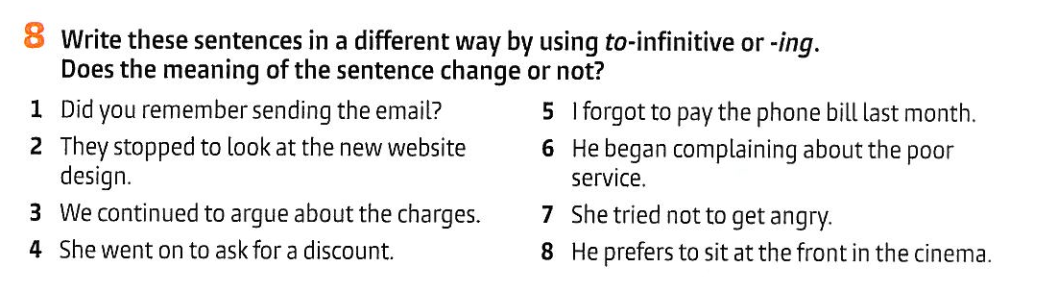 8 Write these sentences in a different way by using to-infinitive or -ing.
Does the meaning of the sentence change or not?
1 Did you remember sending the email?
2 They stopped to look at the new website
design.
3 We continued to argue about the charges.
4 She went on to ask for a discount.
5 I forgot to pay the phone bill last month.
6 He began complaining about the poor
service.
7 She tried not to get angry.
8 He prefers to sit at the front in the cinema.